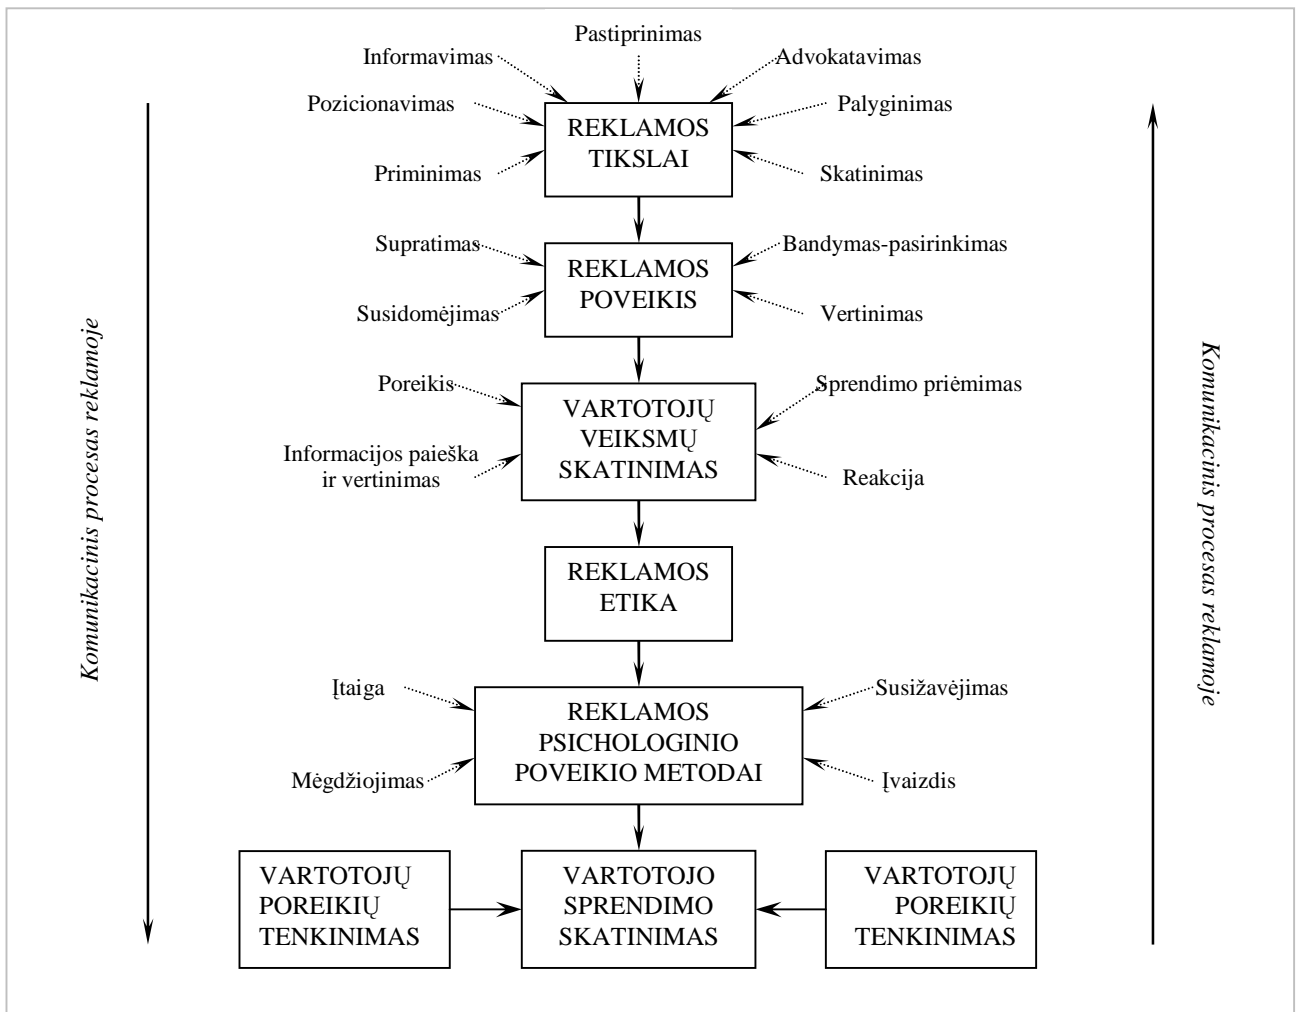 Pastiprinimas
Informavimas
Advokatavimas
Pozicionavimas
Palyginimas
REKLAMOS
TIKSLAI
Priminimas
Skatinimas
Supratimas
Bandymas-pasirinkimas
REKLAMOS
POVEIKIS
Susidomėjimas
Vertinimas
Poreikis
Sprendimo priėmimas
VARTOTOJŲ
VEIKSMŲ
SKATINIMAS
Informacijos paieška
ir vertinimas
Reakcija
Komunikacinis procesas reklamoje
Komunikacinis procesas reklamoje
REKLAMOS
ETIKA
Įtaiga
Susižavėjimas
REKLAMOS
PSICHOLOGINIO
POVEIKIO METODAI
Mėgdžiojimas
Įvaizdis
VARTOTOJŲ
POREIKIŲ
TENKINIMAS
VARTOTOJO
SPRENDIMO
SKATINIMAS
VARTOTOJŲ
POREIKIŲ
TENKINIMAS